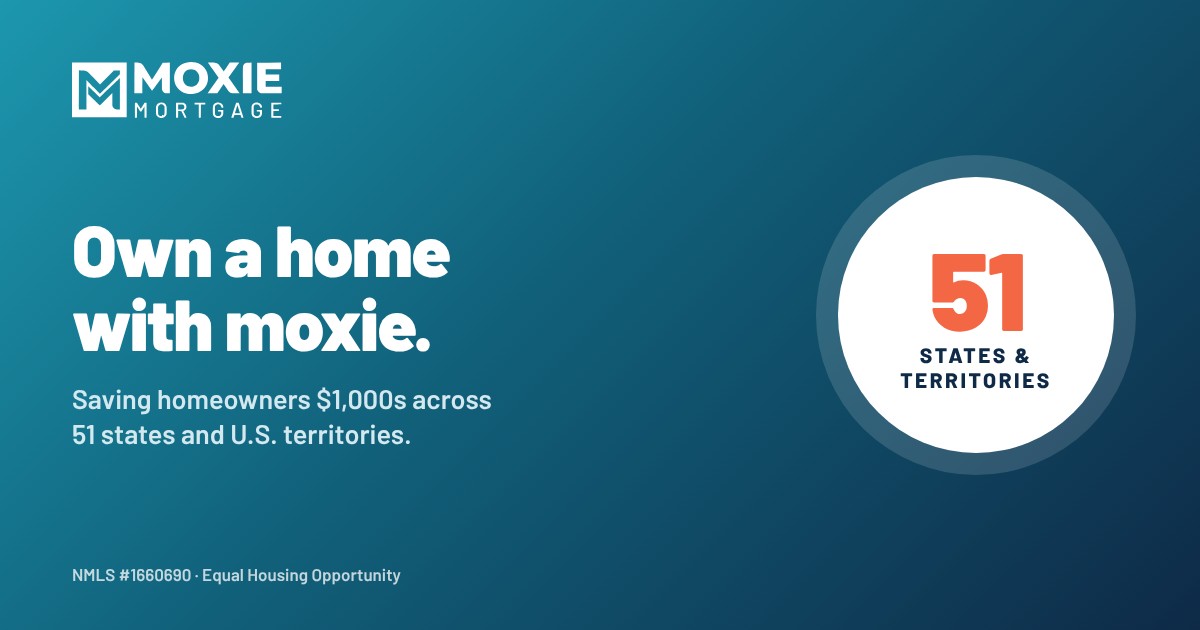 MOXIE
MORTGAGE
Own a home
with moxie.
Saving homeowners $1,000s across
51 states and U.S. territories.
51
STATES &
TERRITORIES
NMLS #1660690 · Equal Housing Opportunity